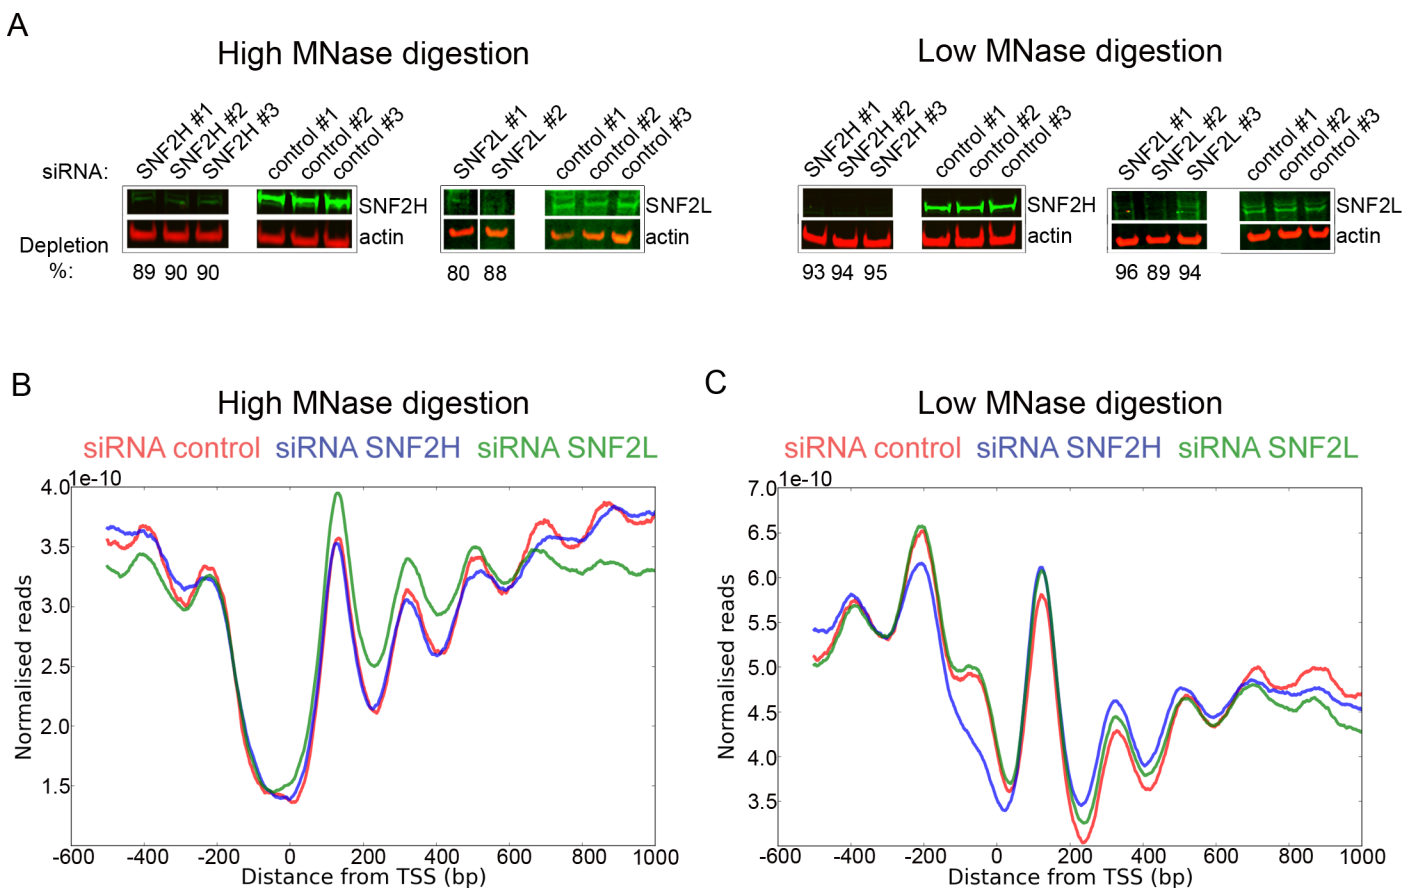 A
High MNase digestion
Low MNase digestion
siRNA:
SNF2H #1
SNF2H #2
SNF2H #3
control #1
control #2
control #3
SNF2L #1
SNF2L #2
control #1
control #2
control #3
SNF2H #1
SNF2H #2
SNF2H #3
control #1
control #2
control #3
SNF2L #1
SNF2L #2
SNF2L #3
control #1
control #2
control #3
SNF2H
SNF2L
SNF2H
SNF2L
actin
actin
actin
actin
Depletion
%:
89 90 90
80 88
93 94 95
96 89 94
B
High MNase digestion
siRNA control siRNA SNF2H siRNA SNF2L
1e-10
4.0
3.5
3.0
2.5
2.0
1.5
Normalised reads
-600 -400 -200 0 200 400 600 800 1000
Distance from TSS (bp)
C
Low MNase digestion
siRNA control siRNA SNF2H siRNA SNF2L
1e-10
7.0
6.5
6.0
5.5
5.0
4.5
4.0
3.5
Normalised reads
-600 -400 -200 0 200 400 600 800 1000
Distance from TSS (bp)